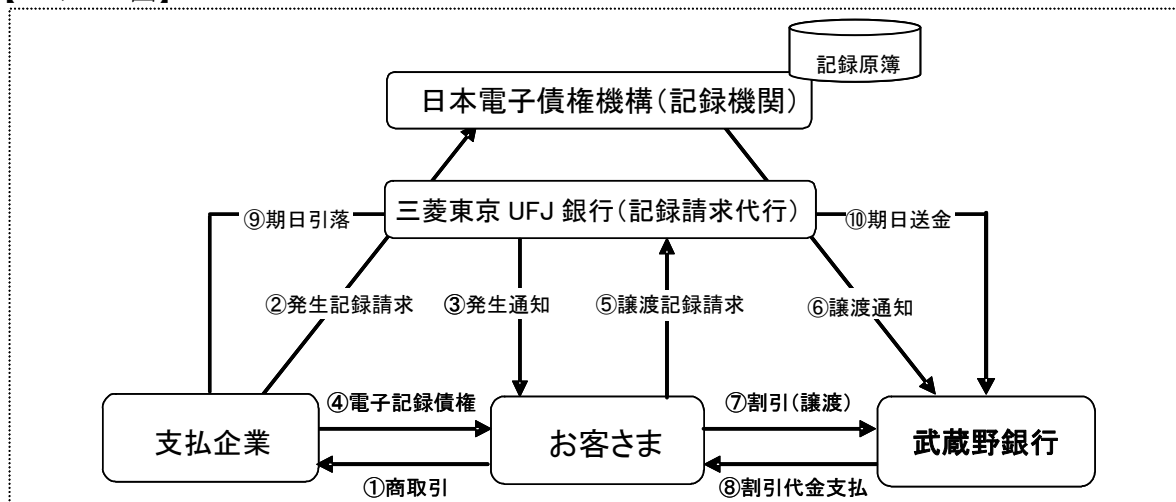 記録原簿
日本電子債権機構（記録機関）
三菱東京 UFJ 銀行（記録請求代行）
⑨期日引落
⑩期日送金
②発生記録請求
③発生通知
⑤譲渡記録請求
⑥譲渡通知
④電子記録債権
⑦割引（譲渡）
支払企業
お客さま
武蔵野銀行
①商取引
⑧割引代金支払